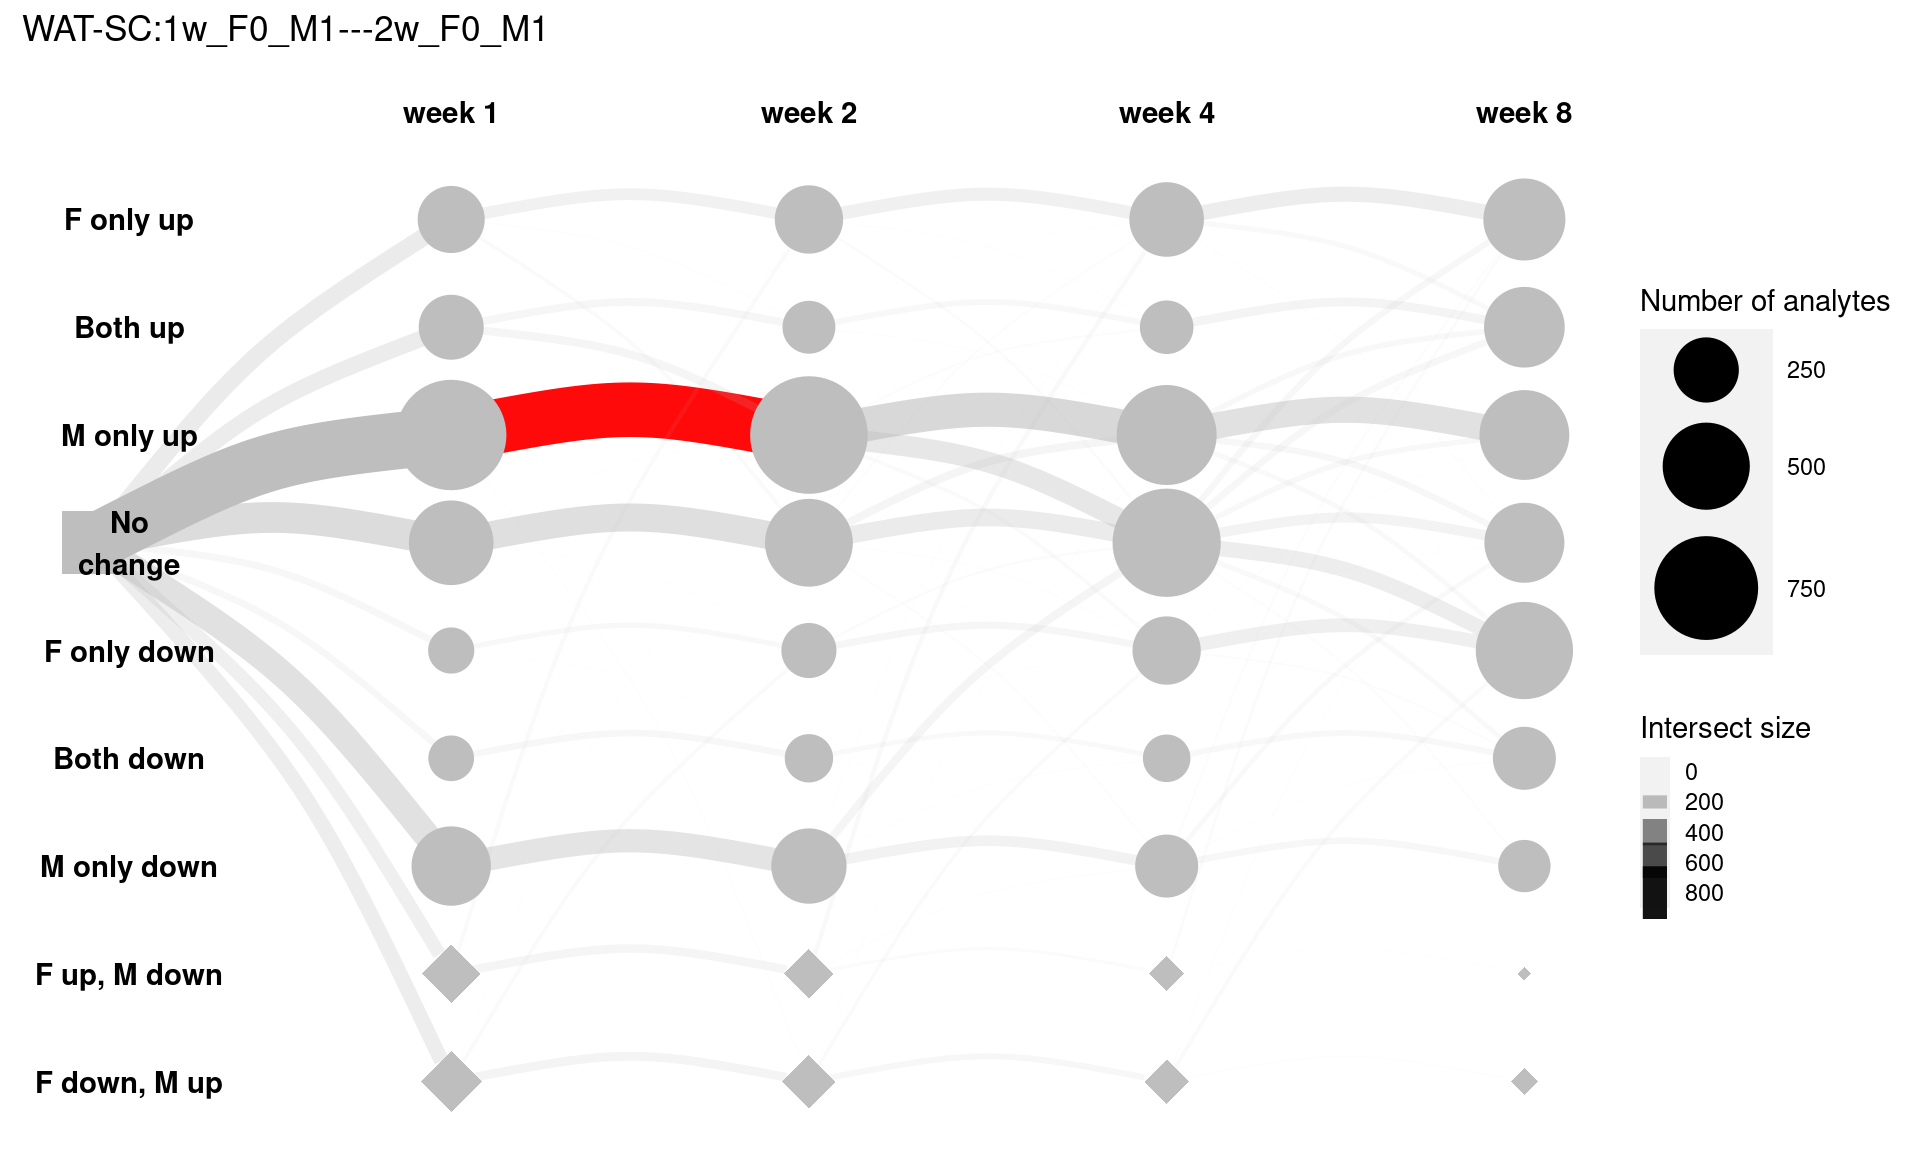 WAT-SC:1w_F0_M1---2w_F0_M1
week 1
week 2
week 4
week 8
F only up
Both up
M only up
No
change
F only down
Both down
M only down
F up, M down
F down, M up
Number of analytes
250
500
750
Intersect size
0
200
400
600
800